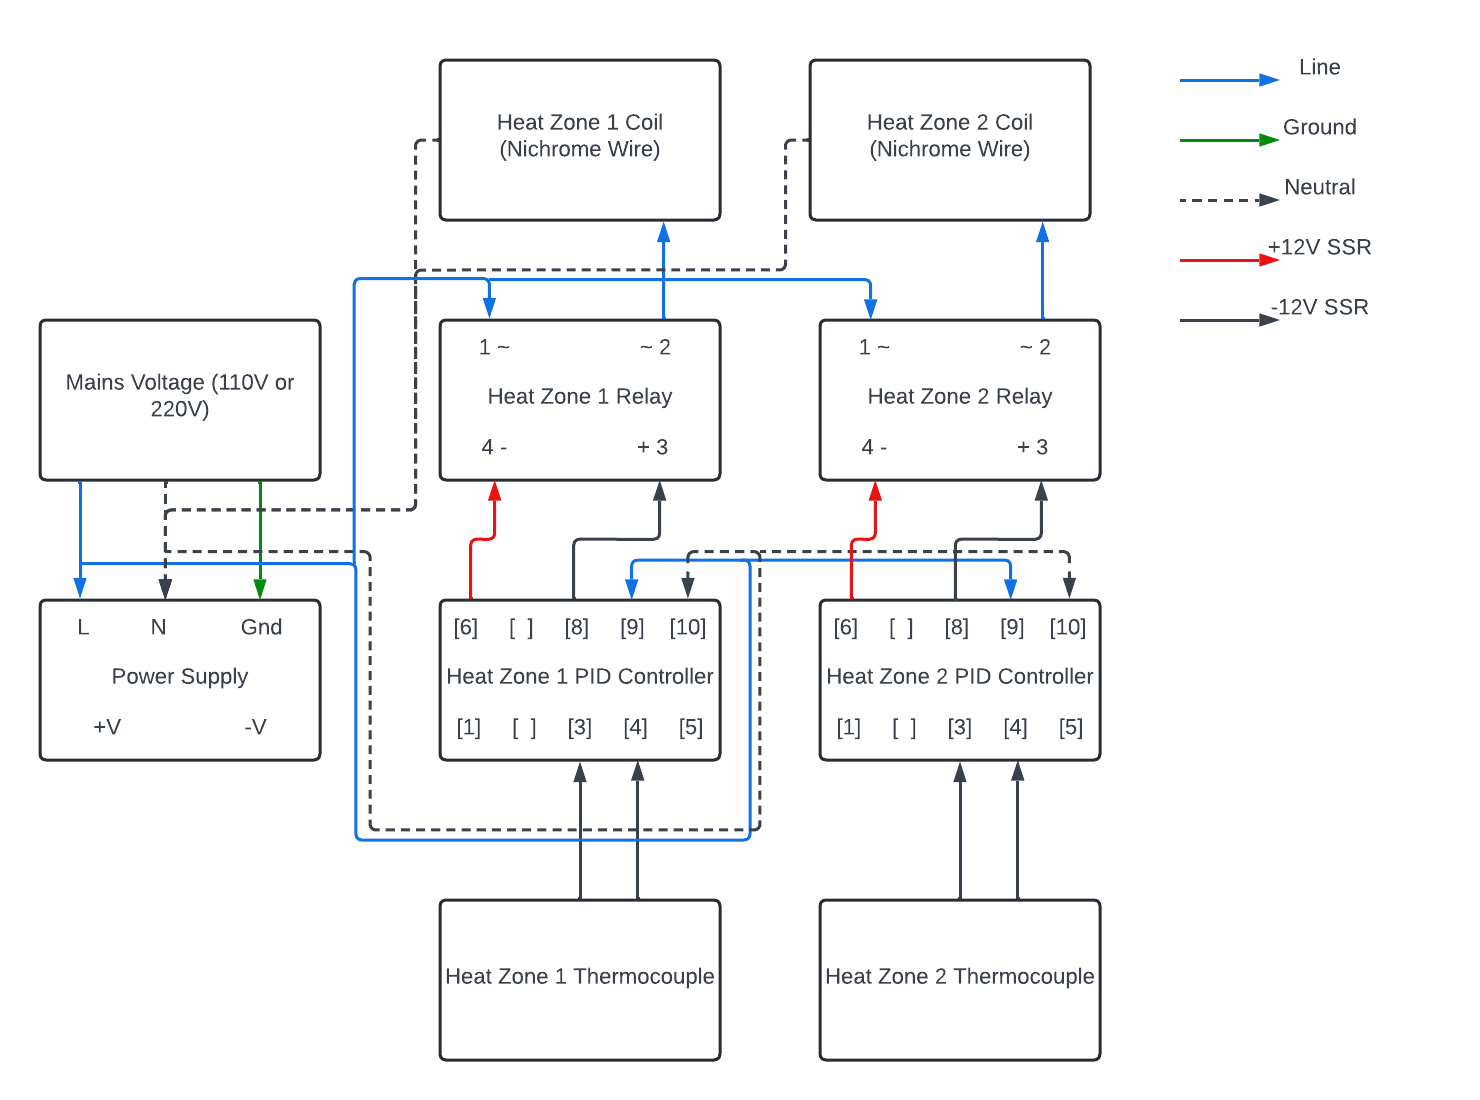 Heat Zone 1 Coil
(Nichrome Wire)
Heat Zone 2 Coil
(Nichrome Wire)
Line
Ground
Neutral
+12V SSR
-12V SSR
Mains Voltage (110V or
220V)
1 ~ ~ 2
Heat Zone 1 Relay
4 - + 3
1 ~ ~ 2
Heat Zone 2 Relay
4 - + 3
L N Gnd
Power Supply
+V -V
[6] [ ] [8] [9] [10]
Heat Zone 1 PID Controller
[1] [ ] [3] [4] [5]
[6] [ ] [8] [9] [10]
Heat Zone 2 PID Controller
[1] [ ] [3] [4] [5]
Heat Zone 1 Thermocouple
Heat Zone 2 Thermocouple